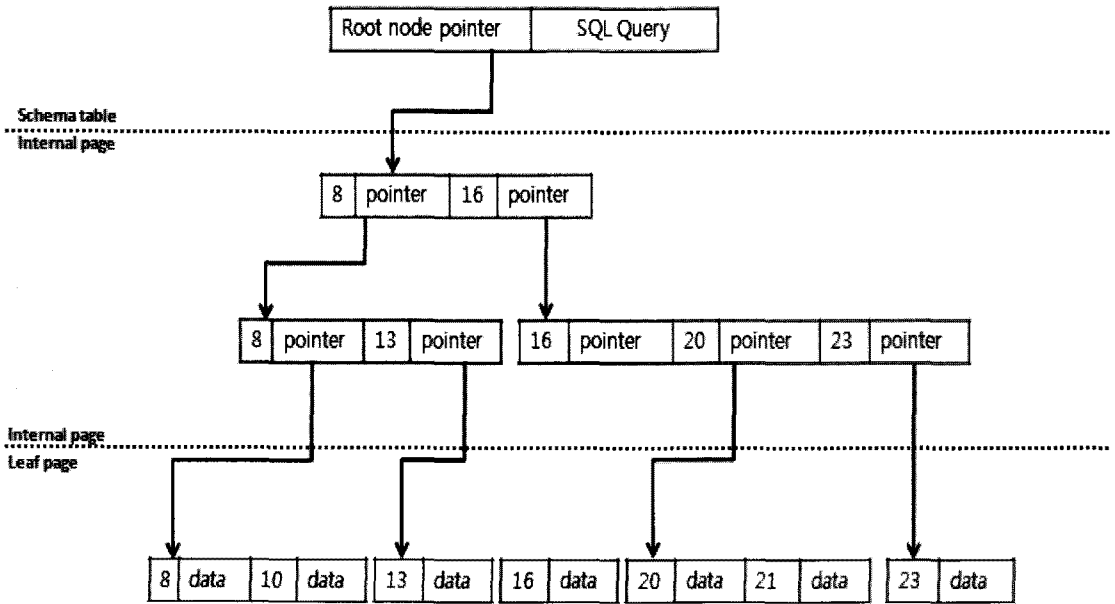 Root node pointer SQL Query
Schema table
Internal page
8 pointer 16 pointer
8 pointer 13 pointer 16 pointer 20 pointer 23 pointer
Internal page
Leaf page
8 data 10 data 13 data 16 data 20 data 21 data 23 data